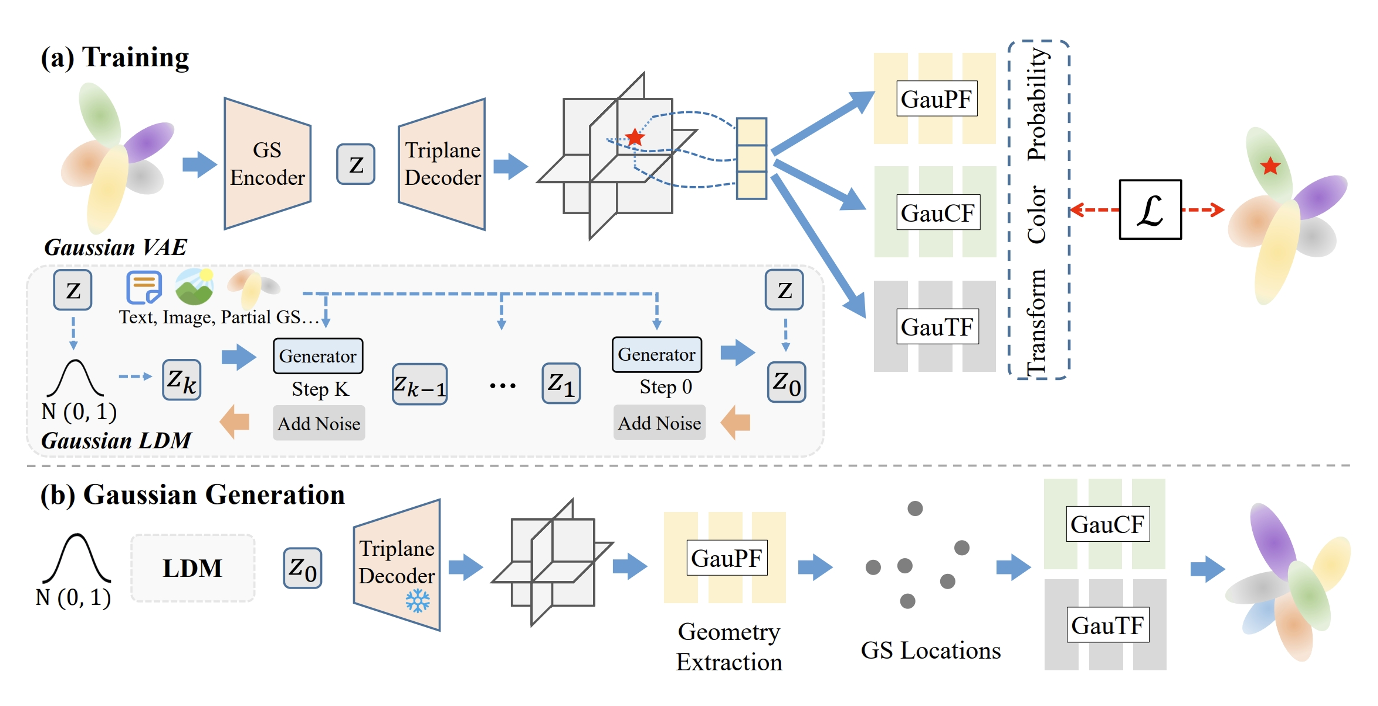 (a) Training
GS
Encoder
z
Triplane
Decoder
GauPF
GauCF
GauTF
Probability
Color
Transform
ℒ
Gaussian VAE
z
Text, Image, Partial GS...
z
Generator
Generator
z_k
Step K
z_{k−1}
...
z_1
Step 0
z_0
N (0, 1)
Add Noise
Add Noise
Gaussian LDM
(b) Gaussian Generation
N (0, 1)
LDM
z_0
Triplane
Decoder
GauPF
Geometry
Extraction
GS Locations
GauCF
GauTF